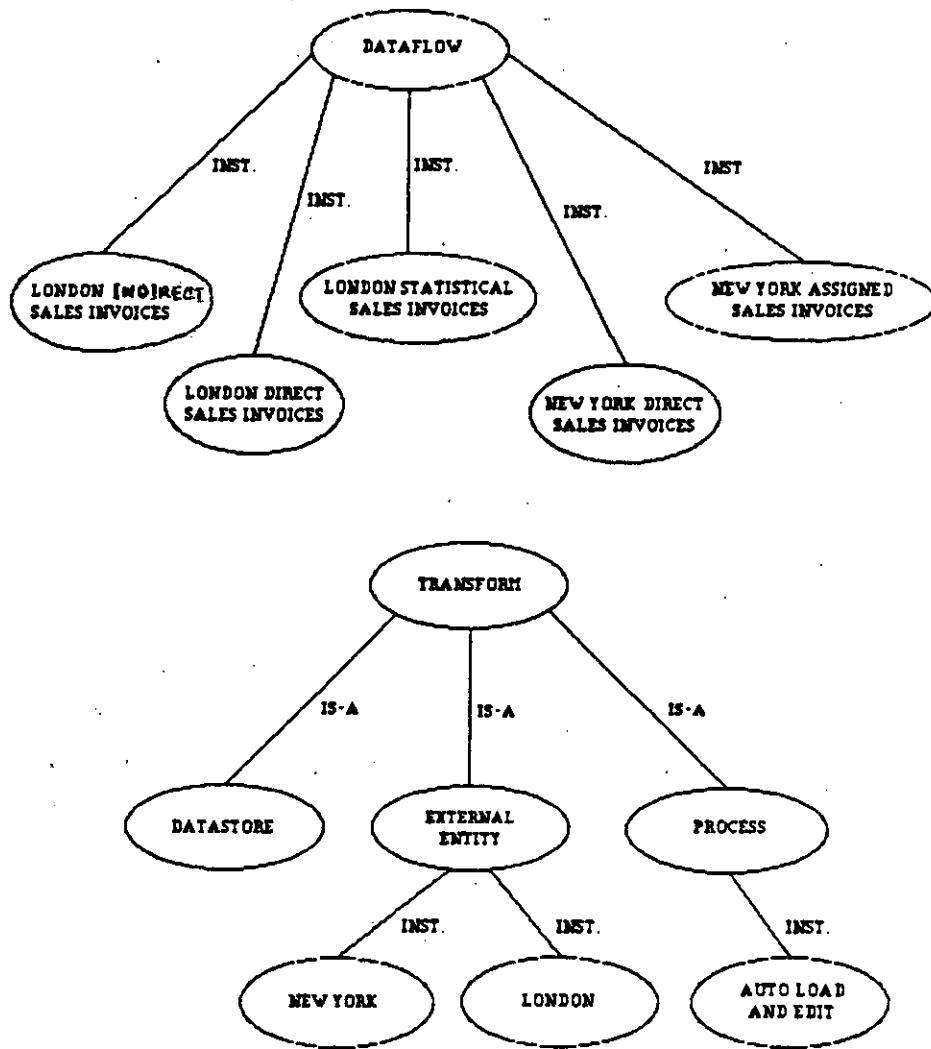 DATAFLOW
INST.
INST.
INST.
INST.
INST
LONDON [NO]RECT
SALES INVOICES
LONDON STATISTICAL
SALES INVOICES
NEW YORK ASSIGNED
SALES INVOICES
LONDON DIRECT
SALES INVOICES
NEW YORK DIRECT
SALES INVOICES
TRANSFORM
IS-A
IS-A
IS-A
DATASTORE
EXTERNAL
ENTITY
PROCESS
INST.
INST.
INST.
NEW YORK
LONDON
AUTO LOAD
AND EDIT